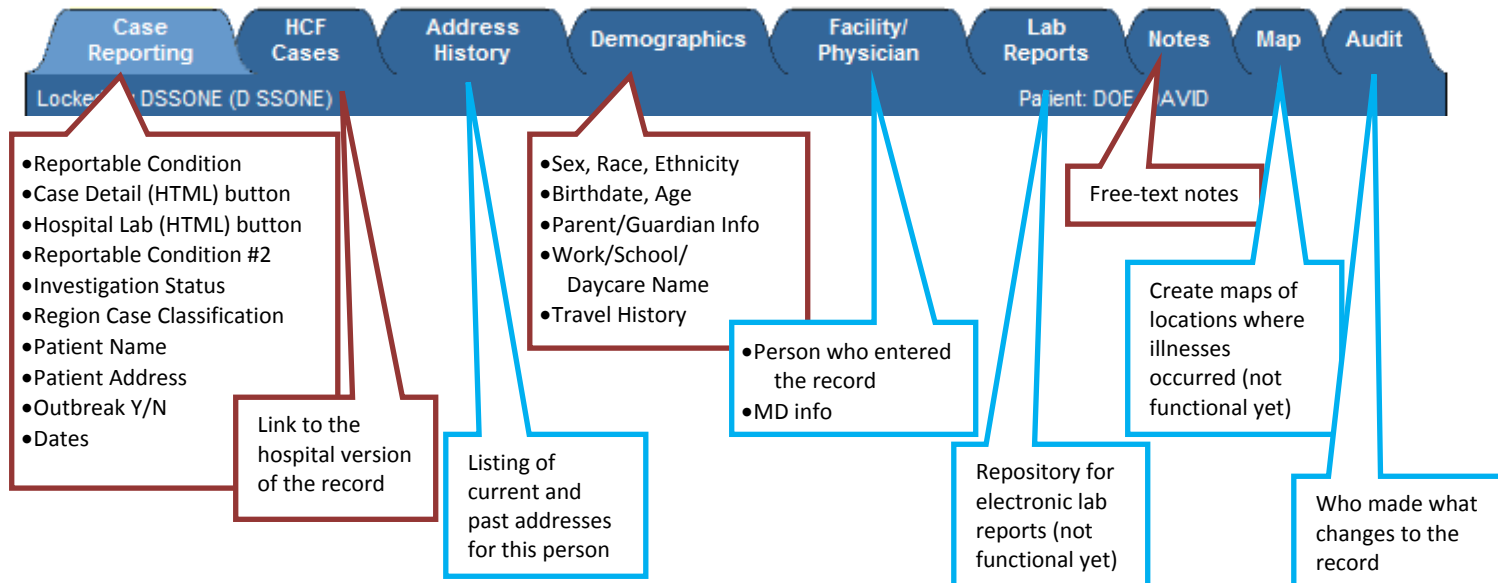 Case
Reporting
HCF
Cases
Address
History
Demographics
Facility/
Physician
Lab
Reports
Notes
Map
Audit
Locke DSSONE (D SSONE)
Patient: DOE, DAVID
•Reportable Condition
•Case Detail (HTML) button
•Hospital Lab (HTML) button
•Reportable Condition #2
•Investigation Status
•Region Case Classification
•Patient Name
•Patient Address
•Outbreak Y/N
•Dates
Link to the
hospital version
of the record
Listing of
current and
past addresses
for this person
•Sex, Race, Ethnicity
•Birthdate, Age
•Parent/Guardian Info
•Work/School/
Daycare Name
•Travel History
•Person who entered
the record
•MD info
Repository for
electronic lab
reports (not
functional yet)
Free-text notes
Create maps of
locations where
illnesses
occurred (not
functional yet)
Who made what
changes to the
record